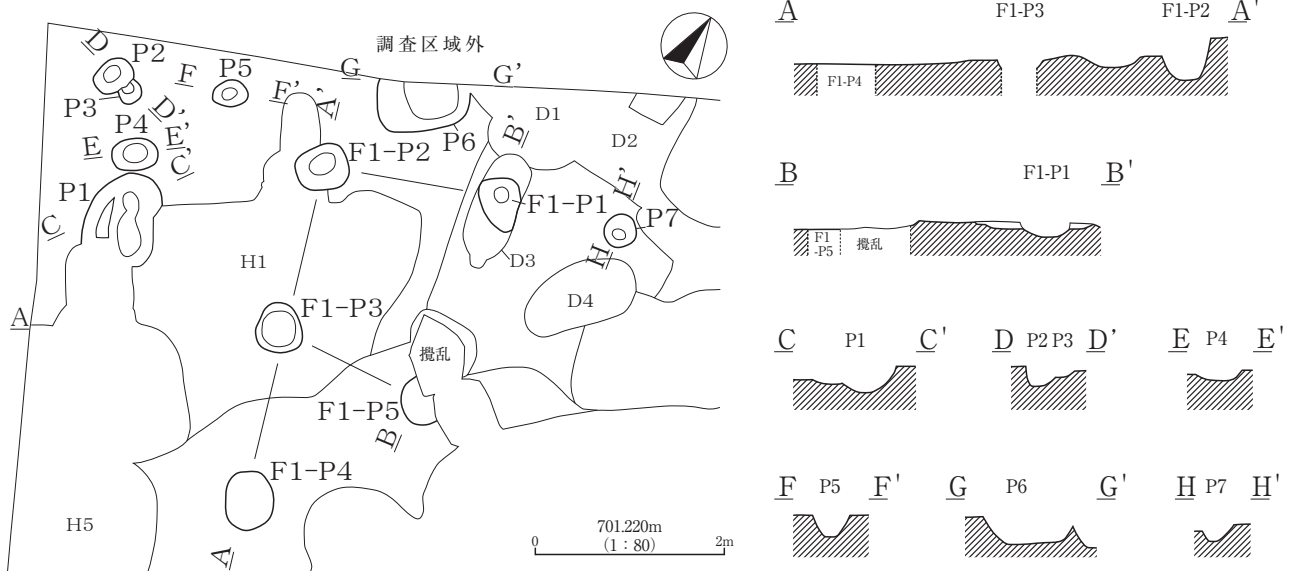 調査区域外
D
P2
P3
D'
F
P5
F'
G
G'
A'
P6
B'
D1
D2
P4
E
E'
C'
P1
C
F1-P2
F1-P1
H'
P7
H
D3
D4
H1
A
F1-P3
攪乱
F1-P5
B
F1-P4
A
H5
701.220m
0 (1：80) 2m
A F1-P3 F1-P2 A'
F1-P4
B F1-P1 B'
F1
-P5
攪乱
C P1 C'
D P2 P3 D'
E P4 E'
F P5 F'
G P6 G'
H P7 H'